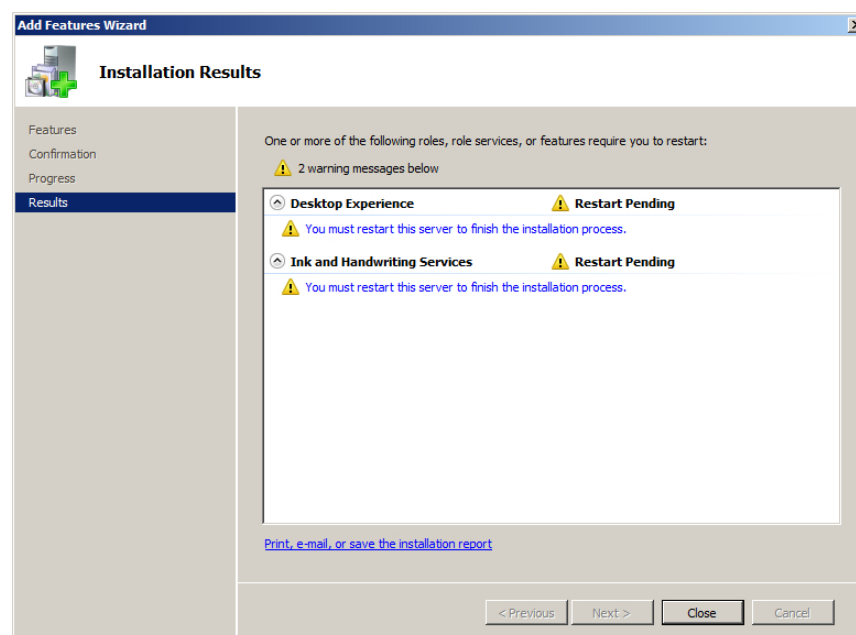 Add Features Wizard
Installation Results
Features
Confirmation
Progress
Results
One or more of the following roles, role services, or features require you to restart:
2 warning messages below
Desktop Experience Restart Pending
You must restart this server to finish the installation process.
Ink and Handwriting Services Restart Pending
You must restart this server to finish the installation process.
Print, e-mail, or save the installation report
< Previous Next > Close Cancel